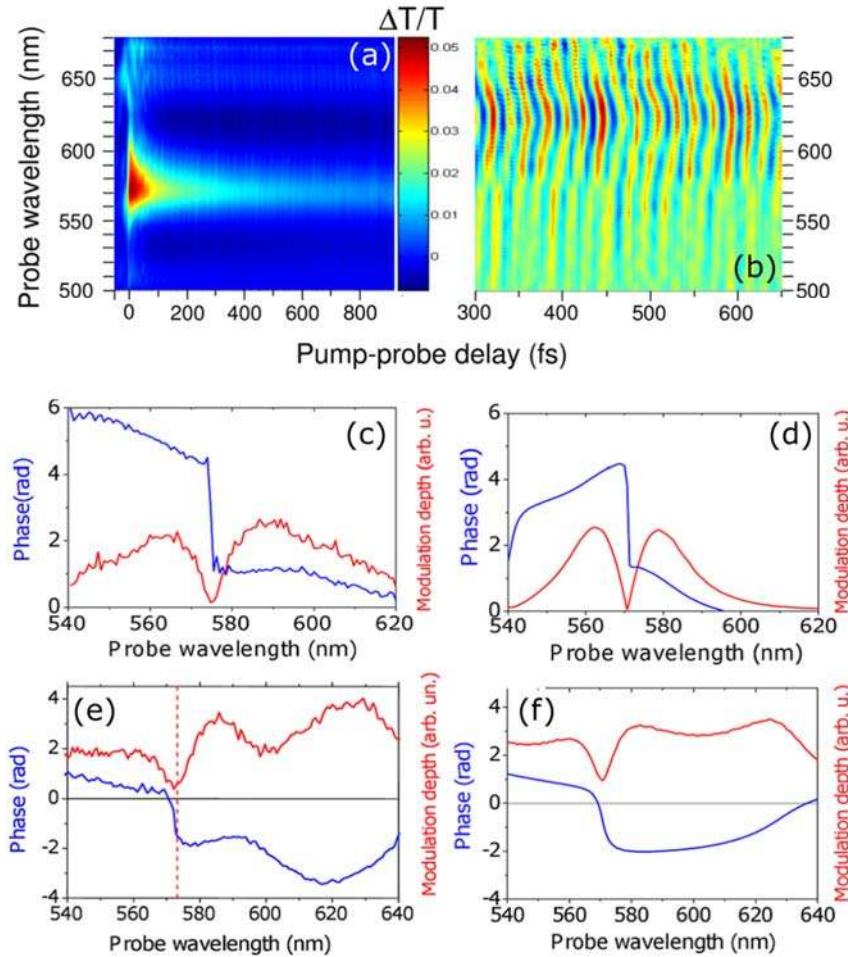 ΔT/T
(a)
0.05
0.04
0.03
0.02
0.01
0
Probe wavelength (nm)
650
600
550
500
0 200 400 600 800
(b)
650
600
550
500
300 400 500 600
Pump-probe delay (fs)
(c)
Phase(rad)
6
4
2
0
540 560 580 600 620
Probe wavelength (nm)
Modulation depth (arb. u.)
(d)
Phase (rad)
6
4
2
0
540 560 580 600 620
Probe wavelength (nm)
Modulation depth (arb. u.)
(e)
Phase (rad)
4
2
0
-2
-4
540 560 580 600 620 640
Probe wavelength (nm)
Modulation depth (arb. un.)
(f)
Phase (rad)
4
2
0
-2
-4
540 560 580 600 620 640
Probe wavelength (nm)
Modulation depth (arb. u.)